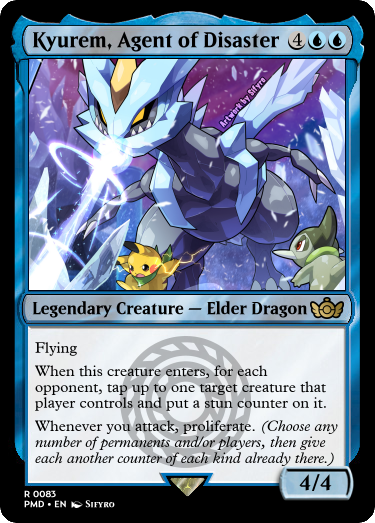 Kyurem, Agent of Disaster 4
Artwork by Sifyro
Legendary Creature — Elder Dragon
Flying
When this creature enters, for each
opponent, tap up to one target creature that
player controls and put a stun counter on it.
Whenever you attack, proliferate. (Choose any
number of permanents and/or players, then give
each another counter of each kind already there.)
4/4
R 0083
PMD • EN Sifyro